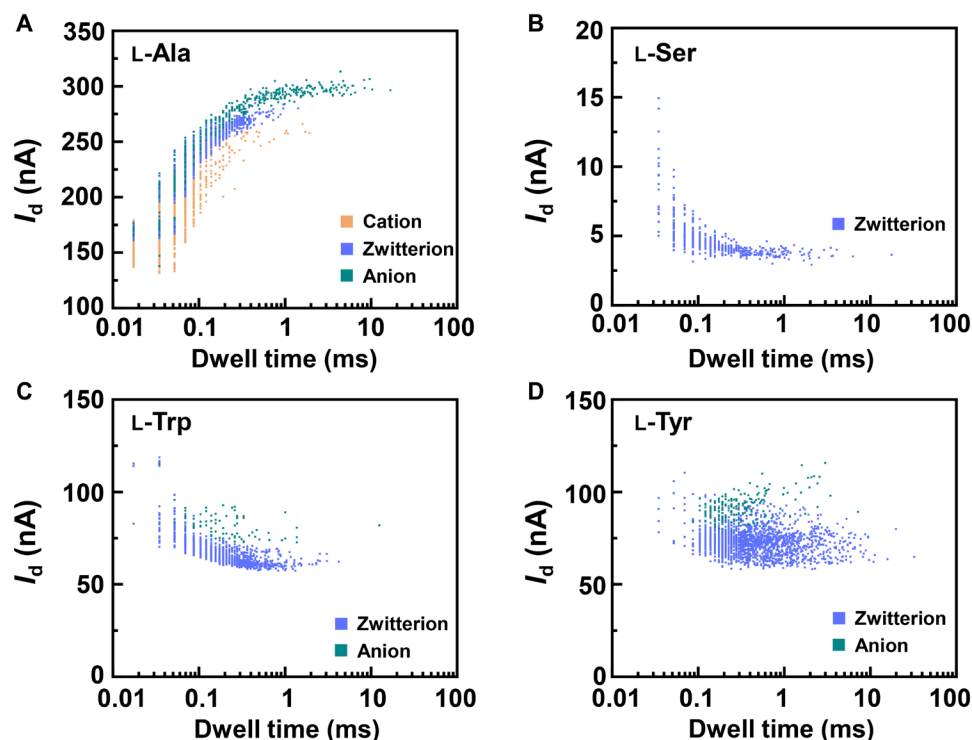 A
L-Ala
350
300
250
200
150
100
Id (nA)
Cation
Zwitterion
Anion
0.01 0.1 1 10 100
Dwell time (ms)
B
L-Ser
20
15
10
5
0
Id (nA)
Zwitterion
0.01 0.1 1 10 100
Dwell time (ms)
C
L-Trp
150
100
50
0
Id (nA)
Zwitterion
Anion
0.01 0.1 1 10 100
Dwell time (ms)
D
L-Tyr
150
100
50
0
Id (nA)
Zwitterion
Anion
0.01 0.1 1 10 100
Dwell time (ms)